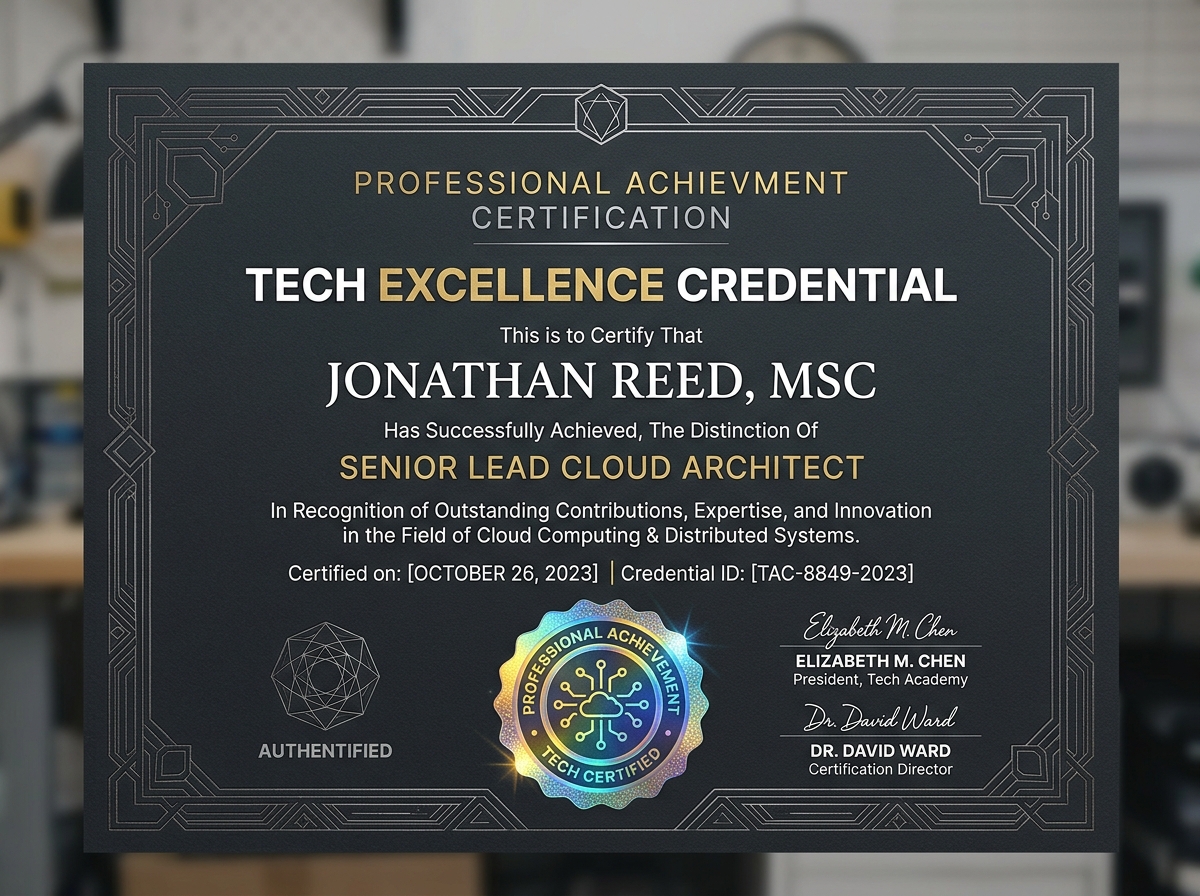 PROFESSIONAL ACHIEVMENT
CERTIFICATION
TECH EXCELLENCE CREDENTIAL
This is to Certify That
JONATHAN REED, MSC
Has Successfully Achieved, The Distinction Of
SENIOR LEAD CLOUD ARCHITECT
In Recognition of Outstanding Contributions, Expertise, and Innovation
in the Field of Cloud Computing & Distributed Systems.
Certified on: [OCTOBER 26, 2023] | Credential ID: [TAC-8849-2023]
AUTHENTIFIED
PROFESSIONAL ACHIEVEMENT
• TECH CERTIFIED •
Elizabeth M. Chen
ELIZABETH M. CHEN
President, Tech Academy
Dr. David Ward
DR. DAVID WARD
Certification Director